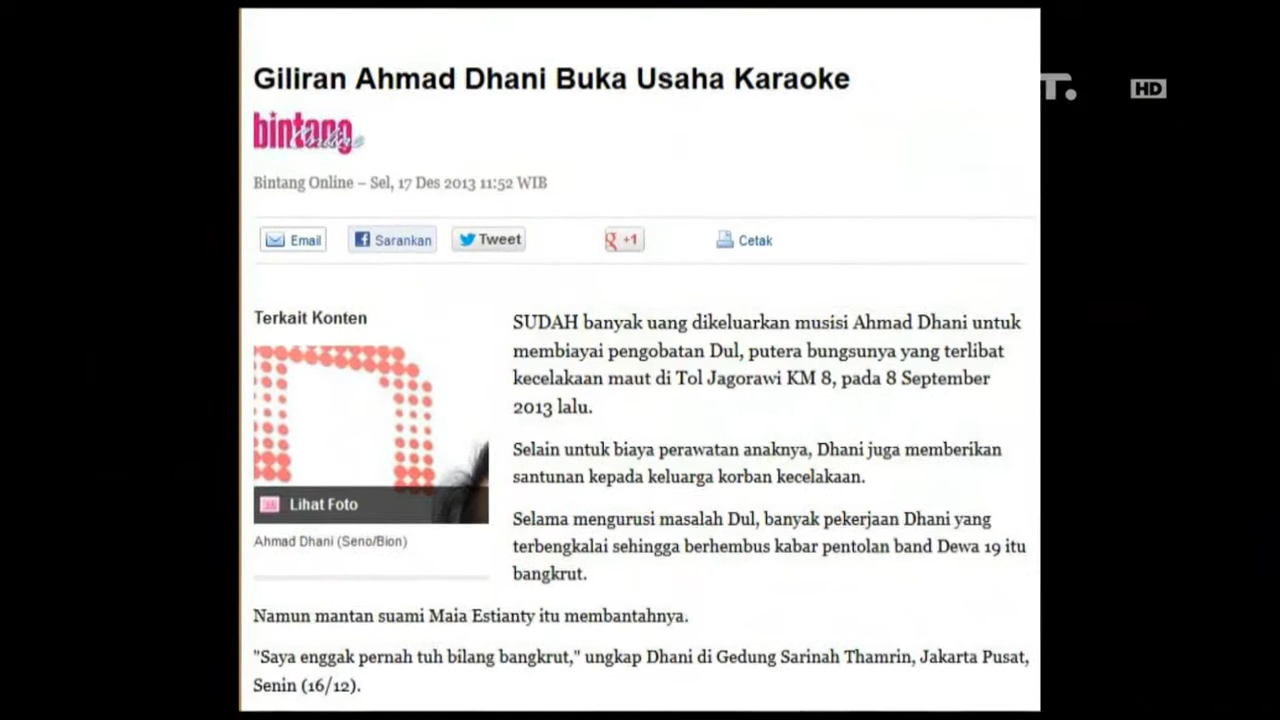 Giliran Ahmad Dhani Buka Usaha Karaoke
T.
HD
bintang
Online
Bintang Online – Sel, 17 Des 2013 11:52 WIB
Email
Sarankan
Tweet
g +1
Cetak
Terkait Konten
Lihat Foto
Ahmad Dhani (Seno/Bion)
SUDAH banyak uang dikeluarkan musisi Ahmad Dhani untuk
membiayai pengobatan Dul, putera bungsunya yang terlibat
kecelakaan maut di Tol Jagorawi KM 8, pada 8 September
2013 lalu.
Selain untuk biaya perawatan anaknya, Dhani juga memberikan
santunan kepada keluarga korban kecelakaan.
Selama mengurusi masalah Dul, banyak pekerjaan Dhani yang
terbengkalai sehingga berhembus kabar pentolan band Dewa 19 itu
bangkrut.
Namun mantan suami Maia Estianty itu membantahnya.
"Saya enggak pernah tuh bilang bangkrut," ungkap Dhani di Gedung Sarinah Thamrin, Jakarta Pusat,
Senin (16/12).